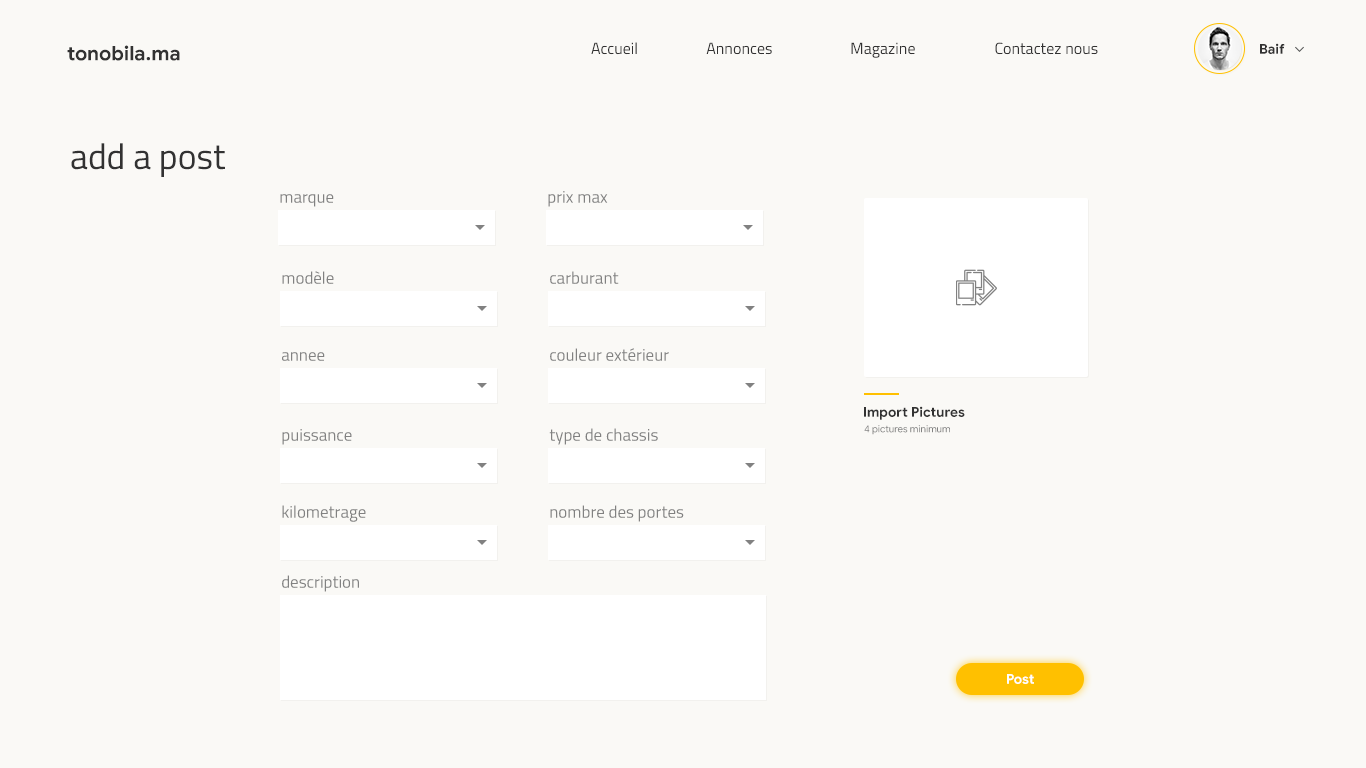 tonobila.ma
Accueil
Annonces
Magazine
Contactez nous
Baif
add a post
marque
prix max
modèle
carburant
annee
couleur extérieur
puissance
type de chassis
kilometrage
nombre des portes
description
Import Pictures
4 pictures minimum
Post